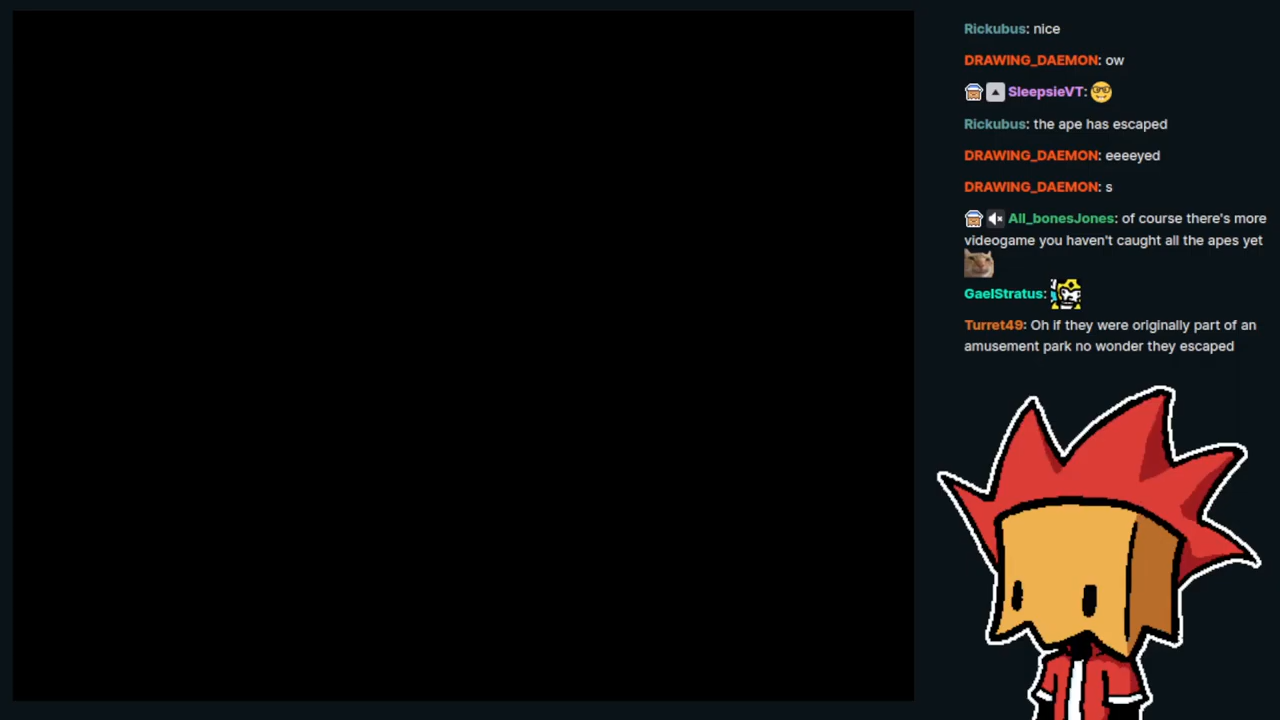 Rickubus: nice
DRAWING_DAEMON: ow
SleepsieVT:
Rickubus: the ape has escaped
DRAWING_DAEMON: eeeeyed
DRAWING_DAEMON: s
All_bonesJones: of course there's more
videogame you haven't caught all the apes yet
GaelStratus:
Turret49: Oh if they were originally part of an
amusement park no wonder they escaped